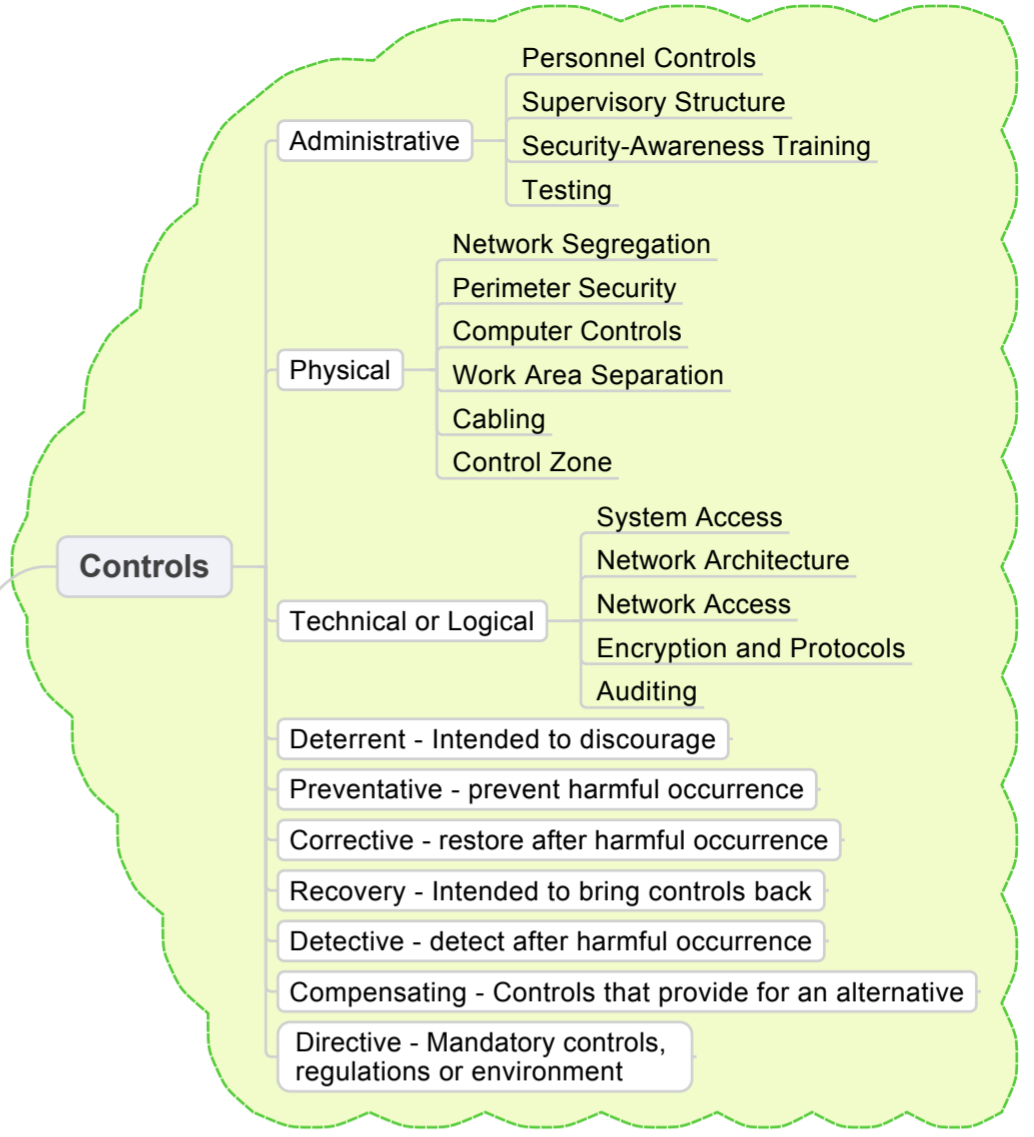 Controls
Administrative
Personnel Controls
Supervisory Structure
Security-Awareness Training
Testing
Physical
Network Segregation
Perimeter Security
Computer Controls
Work Area Separation
Cabling
Control Zone
Technical or Logical
System Access
Network Architecture
Network Access
Encryption and Protocols
Auditing
Deterrent - Intended to discourage
Preventative - prevent harmful occurrence
Corrective - restore after harmful occurrence
Recovery - Intended to bring controls back
Detective - detect after harmful occurrence
Compensating - Controls that provide for an alternative
Directive - Mandatory controls,
regulations or environment